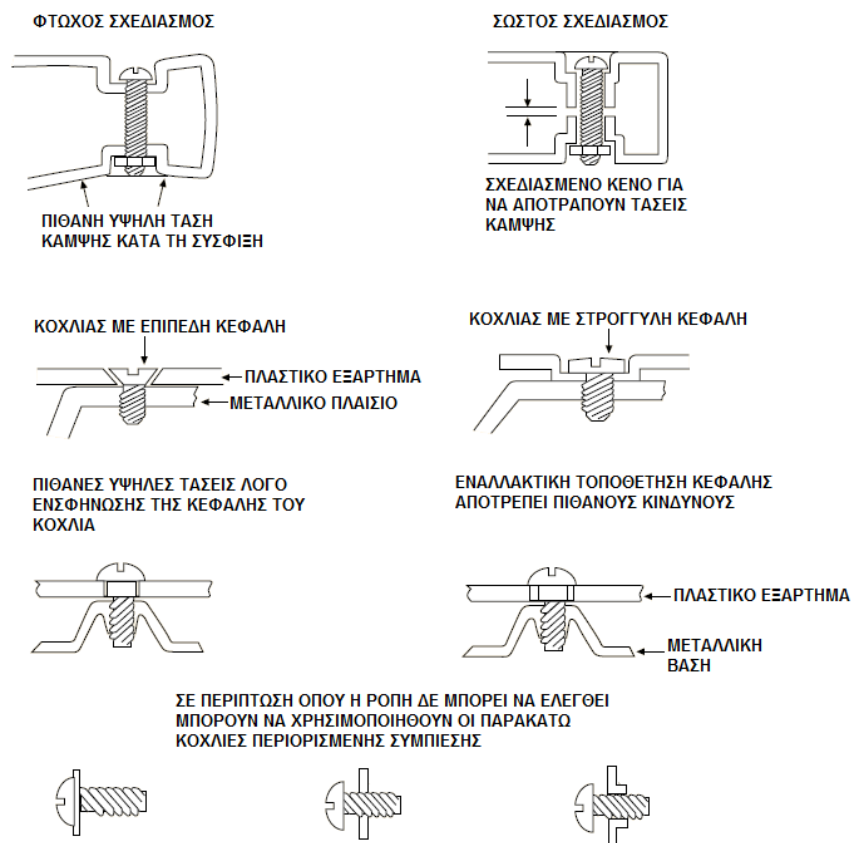 ΦΤΩΧΟΣ ΣΧΕΔΙΑΣΜΟΣ
ΣΩΣΤΟΣ ΣΧΕΔΙΑΣΜΟΣ
ΠΙΘΑΝΗ ΥΨΗΛΗ ΤΑΣΗ
ΚΑΜΨΗΣ ΚΑΤΑ ΤΗ ΣΥΣΦΙΞΗ
ΣΧΕΔΙΑΣΜΕΝΟ ΚΕΝΟ ΓΙΑ
ΝΑ ΑΠΟΤΡΑΠΟΥΝ ΤΑΣΕΙΣ
ΚΑΜΨΗΣ
ΚΟΧΛΙΑΣ ΜΕ ΕΠΙΠΕΔΗ ΚΕΦΑΛΗ
ΚΟΧΛΙΑΣ ΜΕ ΣΤΡΟΓΓΥΛΗ ΚΕΦΑΛΗ
ΠΛΑΣΤΙΚΟ ΕΞΑΡΤΗΜΑ
ΜΕΤΑΛΛΙΚΟ ΠΛΑΙΣΙΟ
ΠΙΘΑΝΕΣ ΥΨΗΛΕΣ ΤΑΣΕΙΣ ΛΟΓΟ
ΕΝΣΦΗΝΩΣΗΣ ΤΗΣ ΚΕΦΑΛΗΣ ΤΟΥ
ΚΟΧΛΙΑ
ΕΝΑΛΛΑΚΤΙΚΗ ΤΟΠΟΘΕΤΗΣΗ ΚΕΦΑΛΗΣ
ΑΠΟΤΡΕΠΕΙ ΠΙΘΑΝΟΥΣ ΚΙΝΔΥΝΟΥΣ
ΠΛΑΣΤΙΚΟ ΕΞΑΡΤΗΜΑ
ΜΕΤΑΛΛΙΚΗ
ΒΑΣΗ
ΣΕ ΠΕΡΙΠΤΩΣΗ ΟΠΟΥ Η ΡΟΠΗ ΔΕ ΜΠΟΡΕΙ ΝΑ ΕΛΕΓΘΕΙ
ΜΠΟΡΟΥΝ ΝΑ ΧΡΗΣΙΜΟΠΟΙΗΘΟΥΝ ΟΙ ΠΑΡΑΚΑΤΩ
ΚΟΧΛΙΕΣ ΠΕΡΙΟΡΙΣΜΕΝΗΣ ΣΥΜΠΙΕΣΗΣ